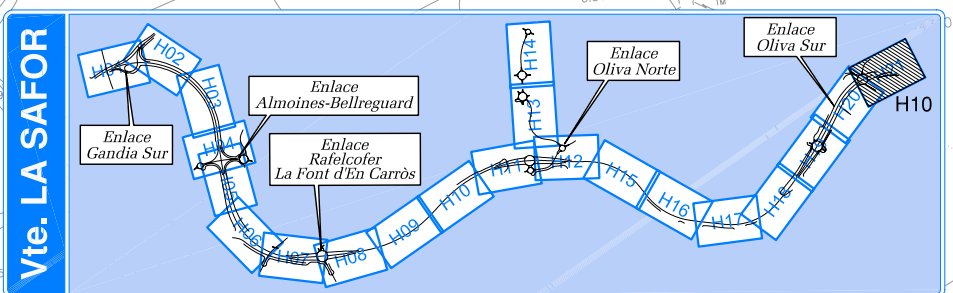 Vte. LA SAFOR
H01
H02
H03
H04
H05
H06
H07
H08
H09
H10
H11
H12
H13
H14
H15
H16
H17
H18
H20
H21
H10
Enlace
Gandia Sur
Enlace
Almoines-Bellreguard
Enlace
Rafelcofer
La Font d'En Carròs
Enlace
Oliva Norte
Enlace
Oliva Sur